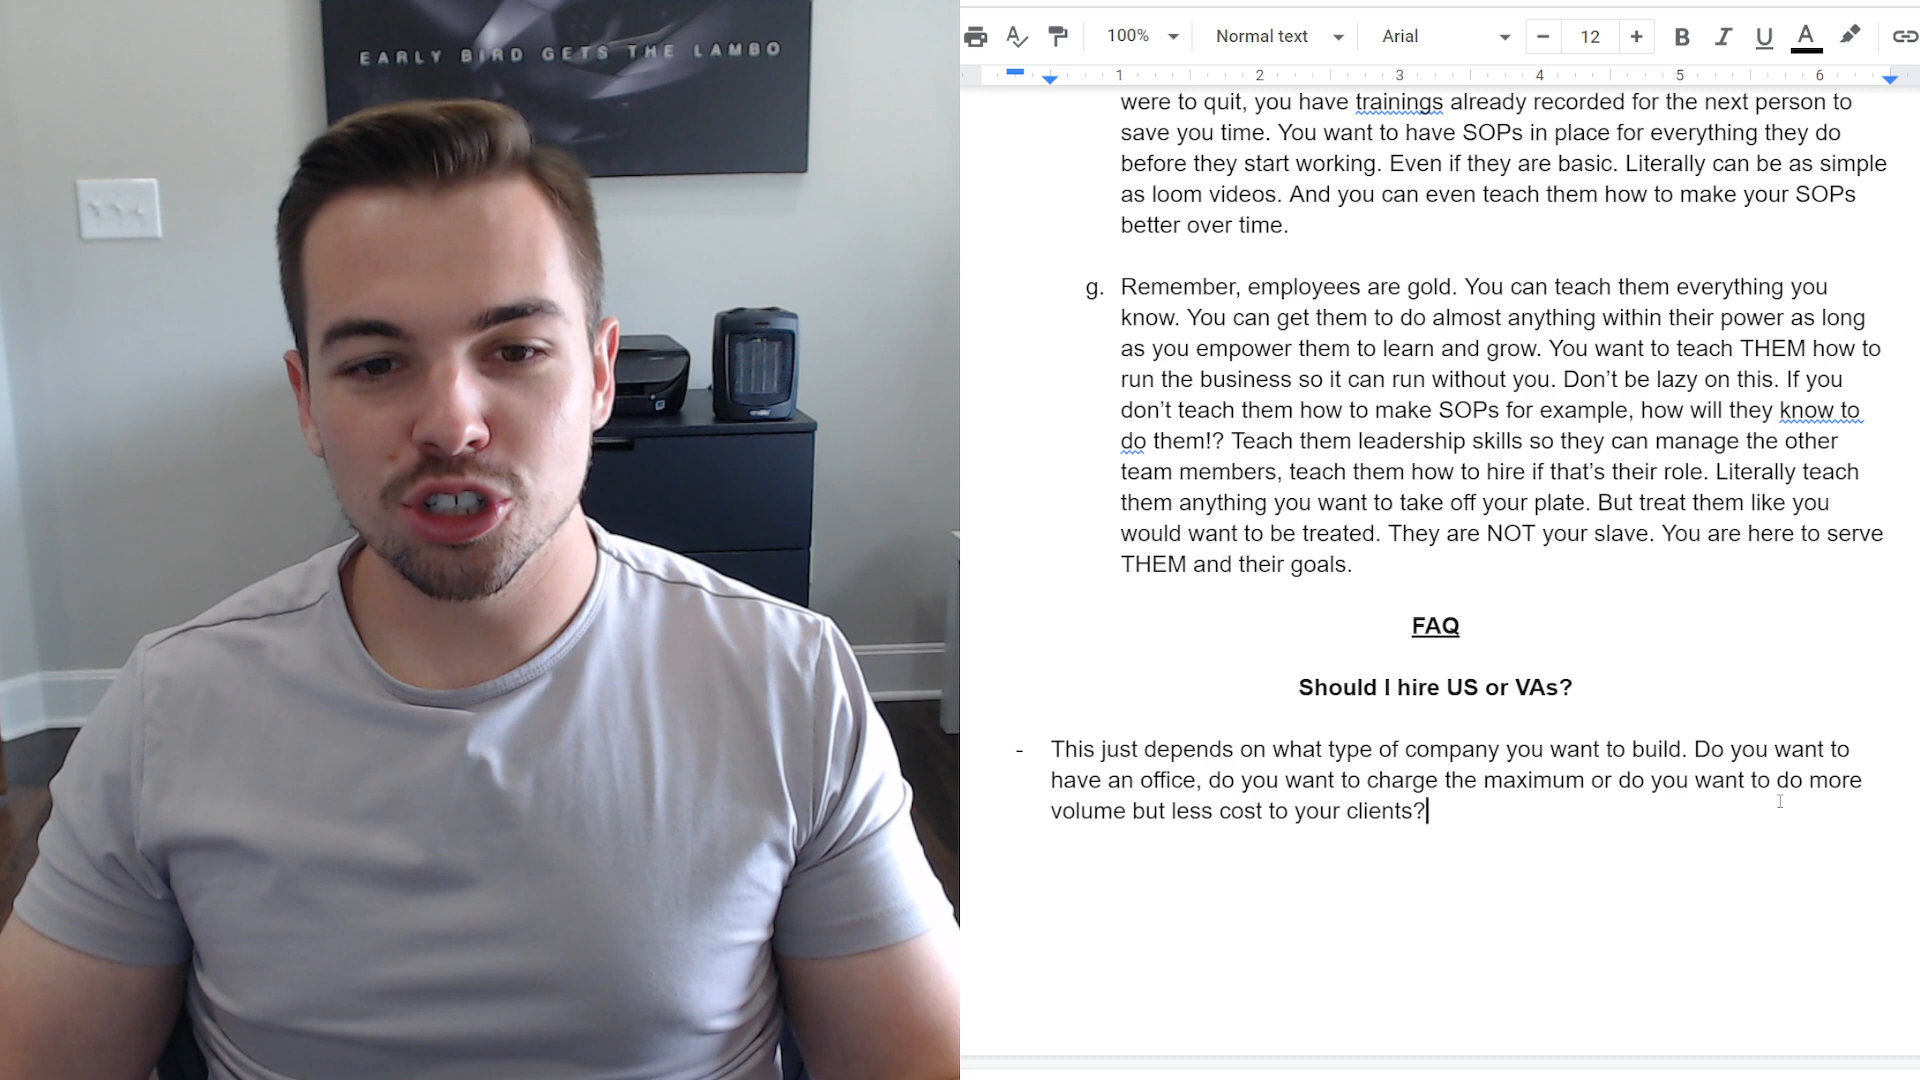 EARLY BIRD GETS THE LAMBO
100%
Normal text
Arial
12
B
I
U
A
1
2
3
4
5
6
were to quit, you have trainings already recorded for the next person to
save you time. You want to have SOPs in place for everything they do
before they start working. Even if they are basic. Literally can be as simple
as loom videos. And you can even teach them how to make your SOPs
better over time.
g. Remember, employees are gold. You can teach them everything you
know. You can get them to do almost anything within their power as long
as you empower them to learn and grow. You want to teach THEM how to
run the business so it can run without you. Don’t be lazy on this. If you
don’t teach them how to make SOPs for example, how will they know to
do them!? Teach them leadership skills so they can manage the other
team members, teach them how to hire if that’s their role. Literally teach
them anything you want to take off your plate. But treat them like you
would want to be treated. They are NOT your slave. You are here to serve
THEM and their goals.
FAQ
Should I hire US or VAs?
- This just depends on what type of company you want to build. Do you want to
have an office, do you want to charge the maximum or do you want to do more
volume but less cost to your clients?